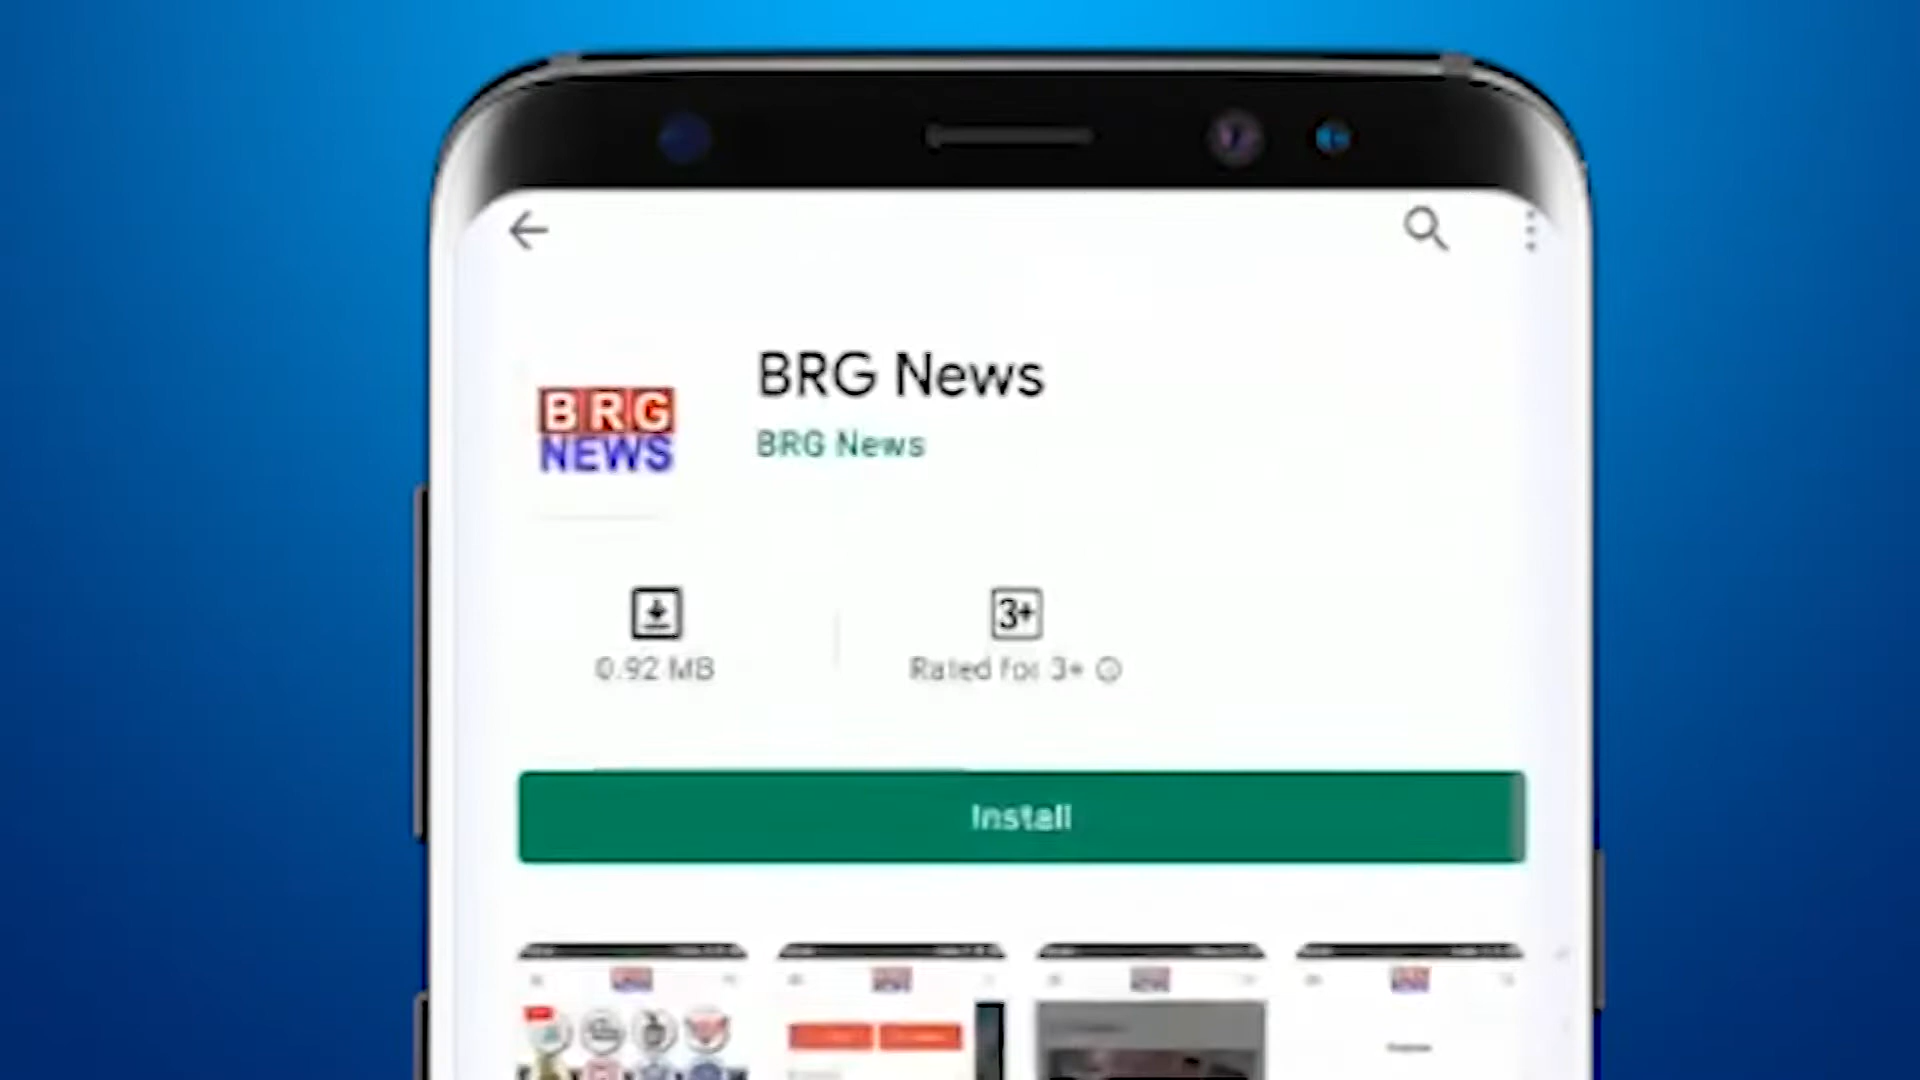 BRG News
BRG
NEWS
BRG News
3+
0.92 MB
Rated for 3+
Install